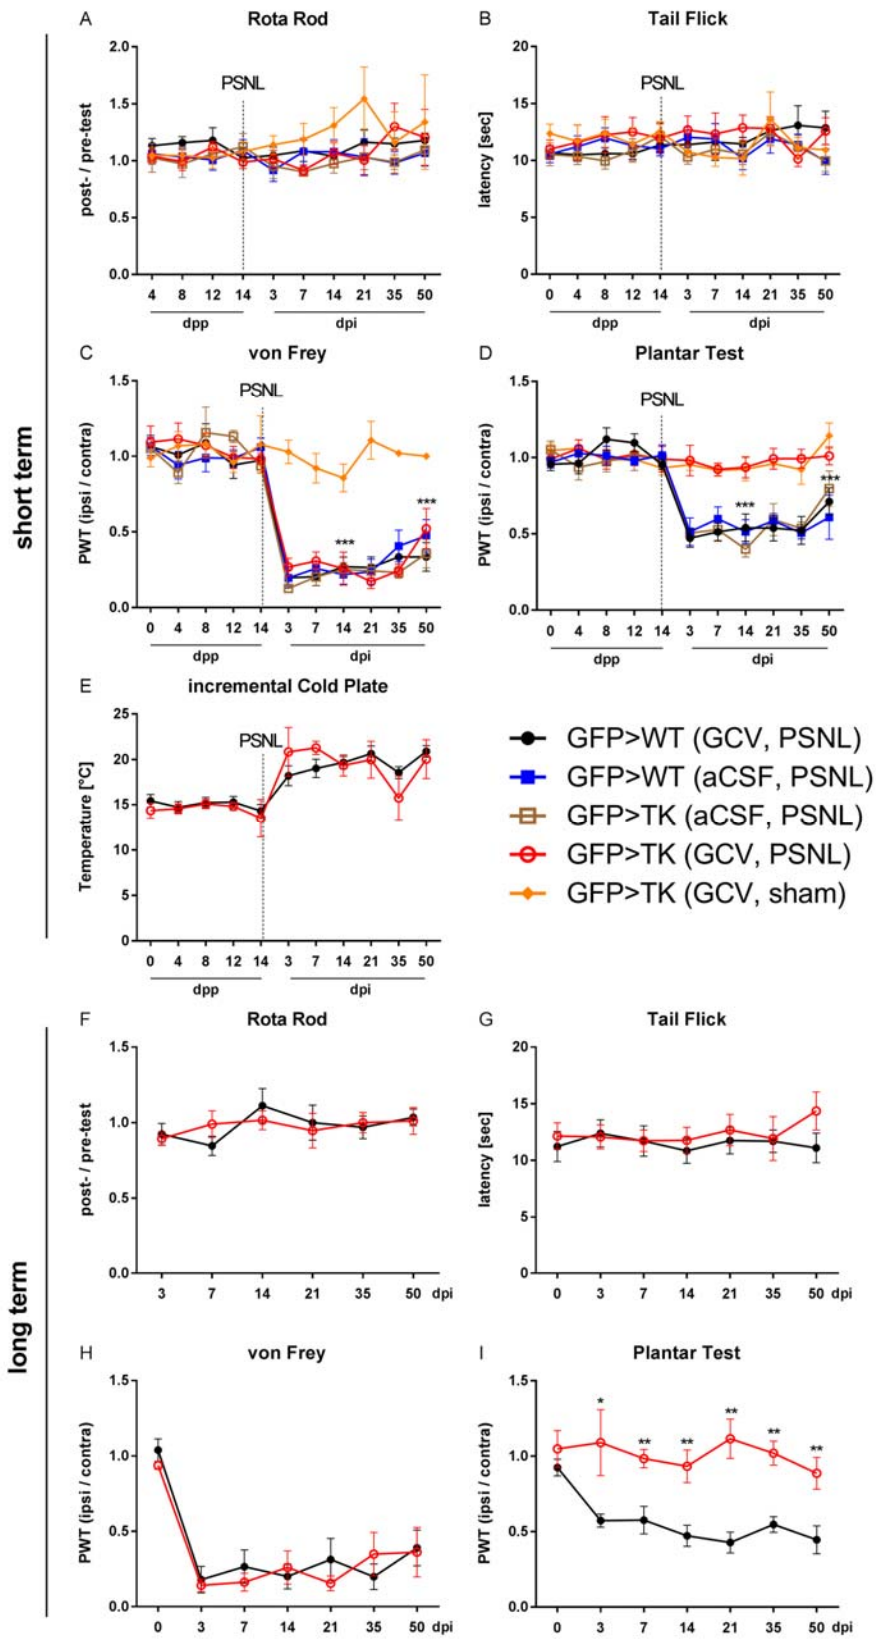 short term
A Rota Rod
post- / pre-test
2.0
1.5
1.0
0.5
0.0
PSNL
4 8 12 14 3 7 14 21 35 50
dpp dpi
B Tail Flick
latency [sec]
20
15
10
5
0
PSNL
0 4 8 12 14 3 7 14 21 35 50
dpp dpi
C von Frey
PWT (ipsi / contra)
1.5
1.0
0.5
0.0
PSNL
*** ***
0 4 8 12 14 3 7 14 21 35 50
dpp dpi
D Plantar Test
PWT (ipsi / contra)
1.5
1.0
0.5
0.0
PSNL
*** ***
0 4 8 12 14 3 7 14 21 35 50
dpp dpi
E incremental Cold Plate
Temperature [°C]
25
20
15
10
5
0
PSNL
0 4 8 12 14 3 7 14 21 35 50
dpp dpi
GFP>WT (GCV, PSNL)
GFP>WT (aCSF, PSNL)
GFP>TK (aCSF, PSNL)
GFP>TK (GCV, PSNL)
GFP>TK (GCV, sham)
long term
F Rota Rod
post- / pre-test
1.5
1.0
0.5
0.0
3 7 14 21 35 50 dpi
G Tail Flick
latency [sec]
20
15
10
5
0
0 3 7 14 21 35 50 dpi
H von Frey
PWT (ipsi / contra)
1.5
1.0
0.5
0.0
0 3 7 14 21 35 50 dpi
I Plantar Test
PWT (ipsi / contra)
1.5
1.0
0.5
0.0
* ** ** ** ** **
0 3 7 14 21 35 50 dpi